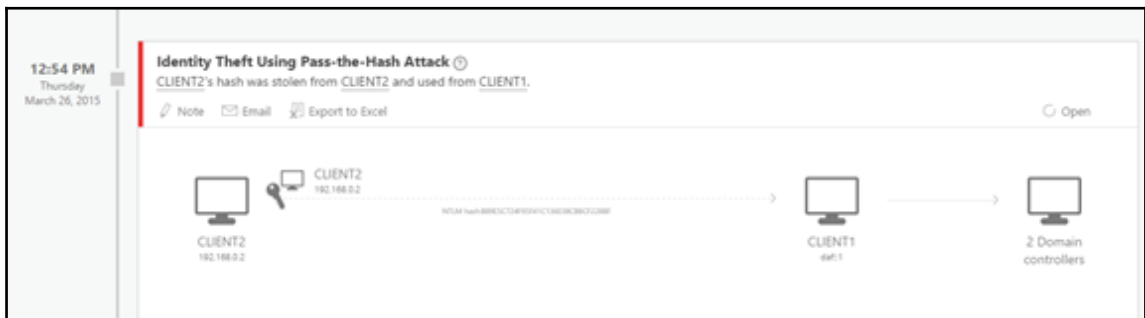 12:54 PM
Thursday
March 26, 2015
Identity Theft Using Pass-the-Hash Attack ?
CLIENT2's hash was stolen from CLIENT2 and used from CLIENT1.
Note Email Export to Excel Open
CLIENT2
192.168.0.2
NTLM hash
CLIENT2
192.168.0.2
CLIENT1
2 Domain
controllers